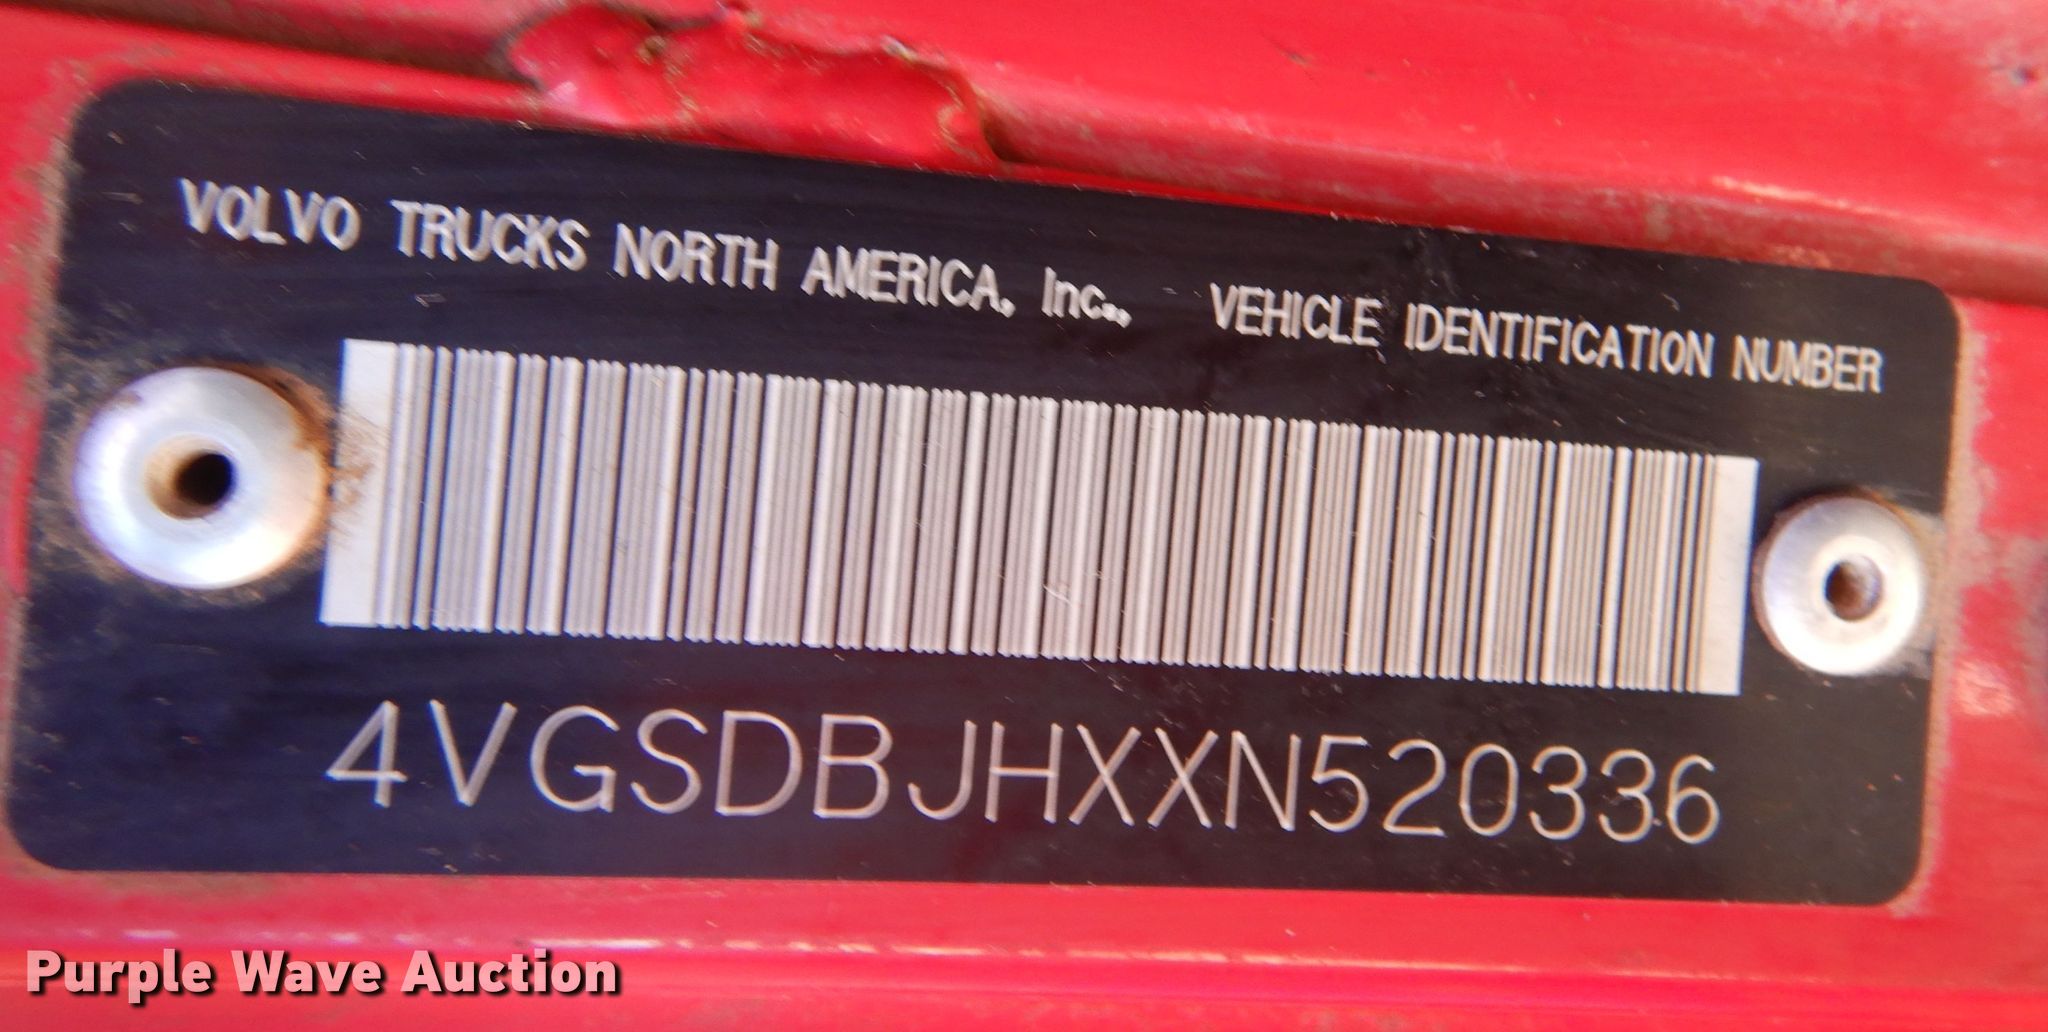 VOLVO TRUCKS NORTH AMERICA, Inc., VEHICLE IDENTIFICATION NUMBER
4VGSDBJHXXN520336
Purple Wave Auction